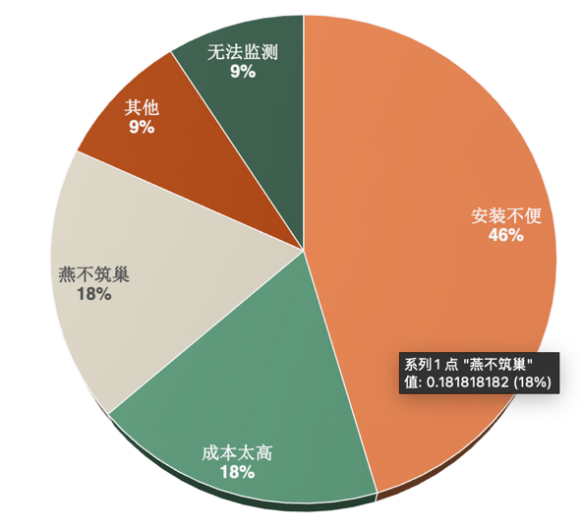 无法监测
9%
其他
9%
安装不便
46%
燕不筑巢
18%
系列 1 点 "燕不筑巢"
值: 0.181818182 (18%)
成本太高
18%